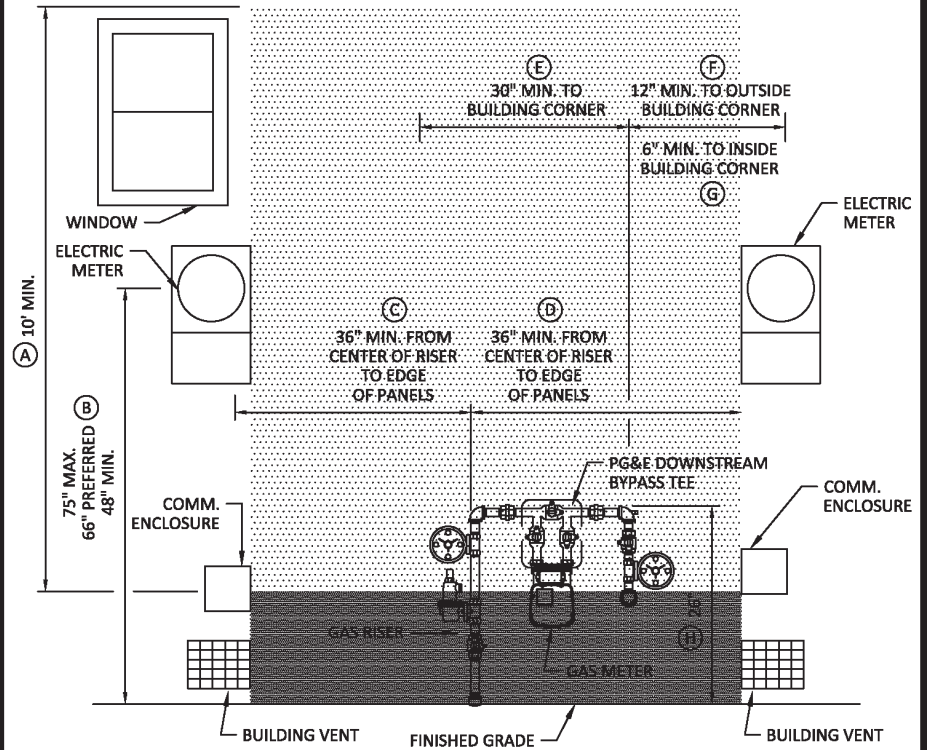 E
30" MIN. TO
BUILDING CORNER
F
12" MIN. TO OUTSIDE
BUILDING CORNER
6" MIN. TO INSIDE
BUILDING CORNER
G
WINDOW
ELECTRIC
METER
ELECTRIC
METER
A 10' MIN.
B
75" MAX.
66" PREFERRED
48" MIN.
C
36" MIN. FROM
CENTER OF RISER
TO EDGE
OF PANELS
D
36" MIN. FROM
CENTER OF RISER
TO EDGE
OF PANELS
PG&E DOWNSTREAM
BYPASS TEE
COMM.
ENCLOSURE
COMM.
ENCLOSURE
GAS RISER
GAS METER
H 26"
BUILDING VENT
FINISHED GRADE
BUILDING VENT